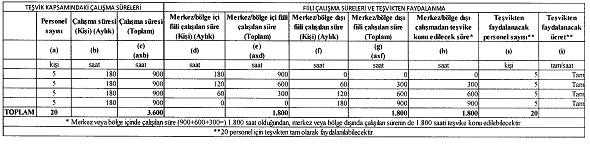 TEŞVİK KAPSAMINDAKİ ÇALIŞMA SÜRELERİ FİİLİ ÇALIŞMA SÜRELERİ VE TEŞVİKTEN FAYDALANMA
Personel sayısı Çalışma süresi (Kişi) (Aylık) Çalışma süresi (Toplam) Merkez/bölge içi fiili çalışılan süre (Kişi) (Aylık) Merkez/bölge içi fiili çalışılan süre (Toplam) Merkez/bölge dışı fiili çalışılan süre (Kişi) (Aylık) Merkez/bölge dışı fiili çalışılan süre (Toplam) Merkez/bölge dışı çalışmadan teşvike konu edilecek süre* Teşvikten faydalanacak personel sayısı** Teşvikten faydalanacak ücret**
(a) (b) (c) (axb) (d) (e) (axd) (f) (g) (axf) (h) (ı) (i)
kişi saat saat saat saat saat saat saat kişi tam/saat
5 180 900 180 900 0 0 0 5 Tam
5 180 900 120 600 60 300 300 5 Tam
5 180 900 60 300 120 600 600 5 Tam
5 180 900 0 0 180 900 900 5 Tam
TOPLAM 20 3.600 1.800 1.800 1.800 20
* Merkez veya bölge içinde çalışılan süre (900+600+300=) 1.800 saat olduğundan, merkez veya bölge dışında çalışılan sürenin de 1.800 saati teşvike konu edilebilecektir.
**20 personel için teşvikten tam olarak faydalanılabilecektir.